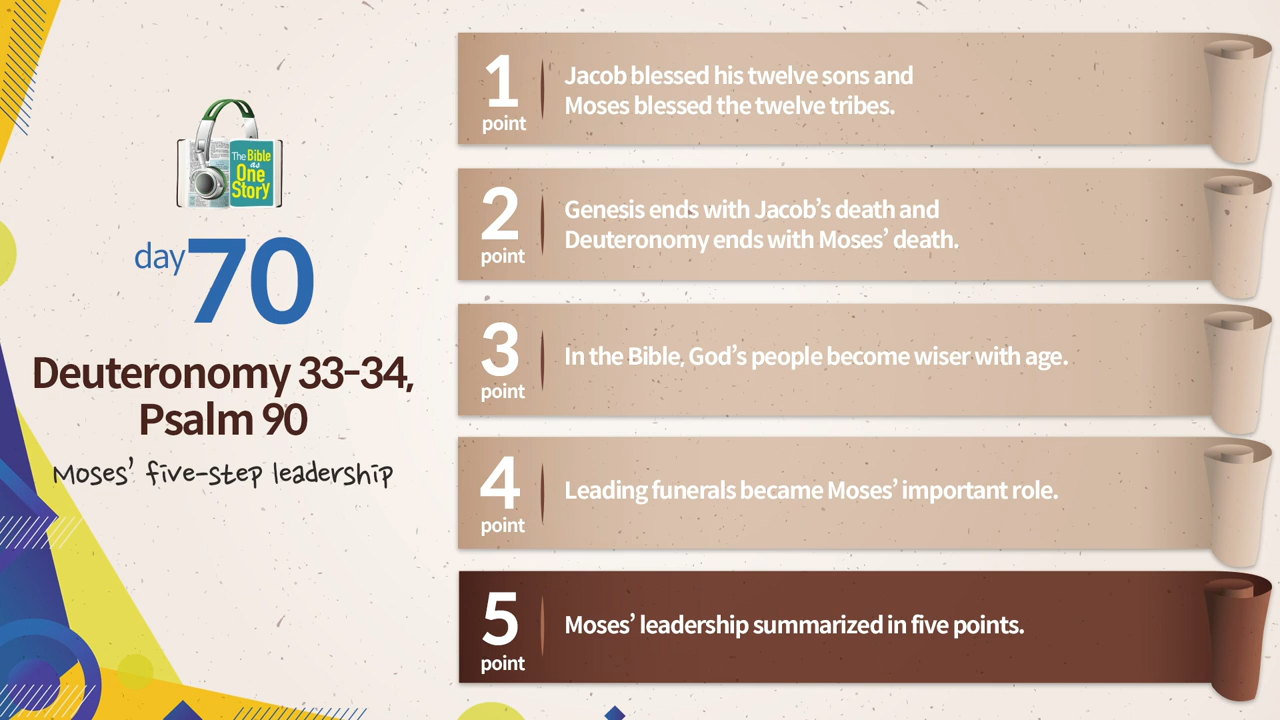 The Bible
as
One
Story
day70
Deuteronomy 33-34,
Psalm 90
Moses' five-step leadership
1
point
Jacob blessed his twelve sons and
Moses blessed the twelve tribes.
2
point
Genesis ends with Jacob's death and
Deuteronomy ends with Moses' death.
3
point
In the Bible, God's people become wiser with age.
4
point
Leading funerals became Moses' important role.
5
point
Moses' leadership summarized in five points.